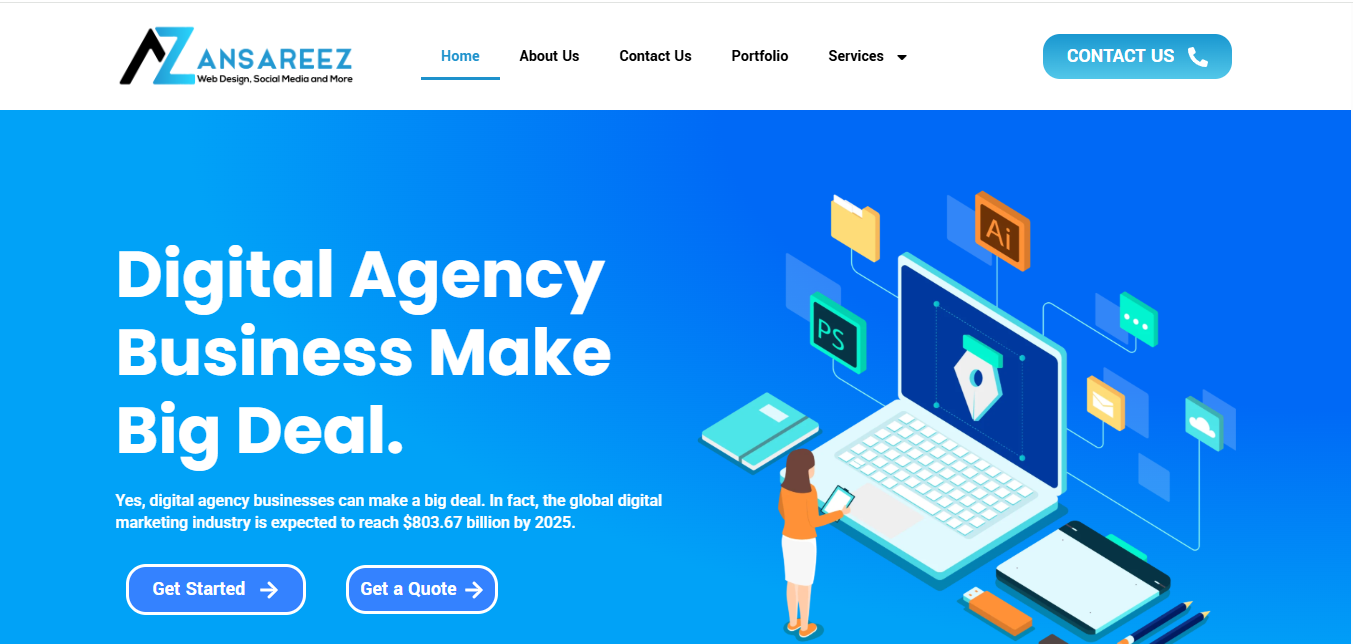 ANSAREEZ
Web Design, Social Media and More
Home About Us Contact Us Portfolio Services
CONTACT US
Digital Agency
Business Make
Big Deal.
Yes, digital agency businesses can make a big deal. In fact, the global digital
marketing industry is expected to reach $803.67 billion by 2025.
Get Started
Get a Quote
Ai
PS